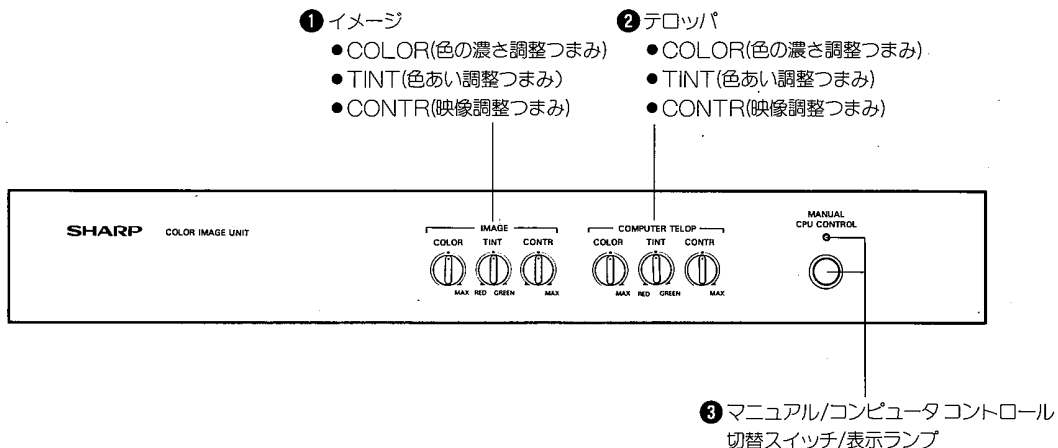 ❶イメージ
●COLOR(色の濃さ調整つまみ)
●TINT(色あい調整つまみ)
●CONTR(映像調整つまみ)
❷テロッパ
●COLOR(色の濃さ調整つまみ)
●TINT(色あい調整つまみ)
●CONTR(映像調整つまみ)
SHARP COLOR IMAGE UNIT
IMAGE
COLOR TINT CONTR
MAX RED GREEN MAX
COMPUTER TELOP
COLOR TINT CONTR
MAX RED GREEN MAX
MANUAL
CPU CONTROL
❸マニュアル/コンピュータコントロール
切替スイッチ/表示ランプ